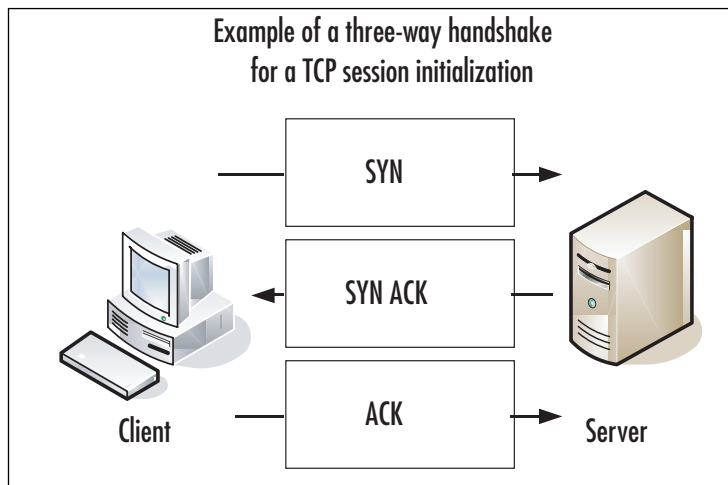 Example of a three-way handshake
for a TCP session initialization
SYN
SYN ACK
ACK
Client
Server